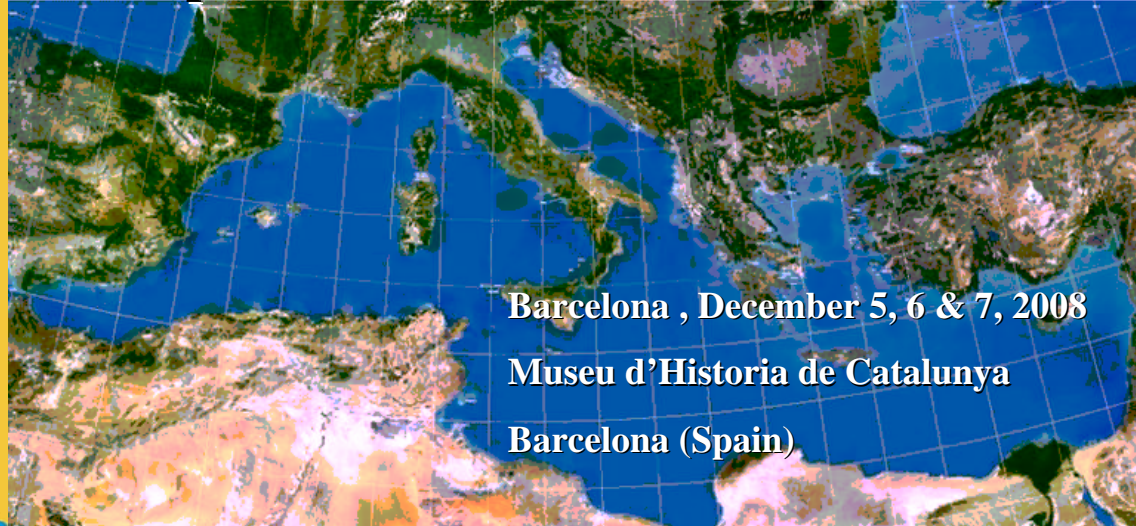 Barcelona , December 5, 6 & 7, 2008
Museu d’Historia de Catalunya
Barcelona (Spain)